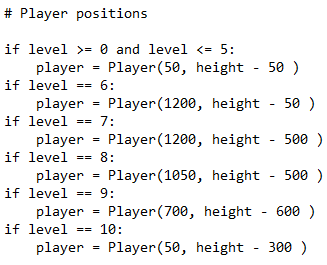 # Player positions

if level >= 0 and level <= 5:
    player = Player(50, height - 50 )
if level == 6:
    player = Player(1200, height - 50 )
if level == 7:
    player = Player(1200, height - 500 )
if level == 8:
    player = Player(1050, height - 500 )
if level == 9:
    player = Player(700, height - 600 )
if level == 10:
    player = Player(50, height - 300 )